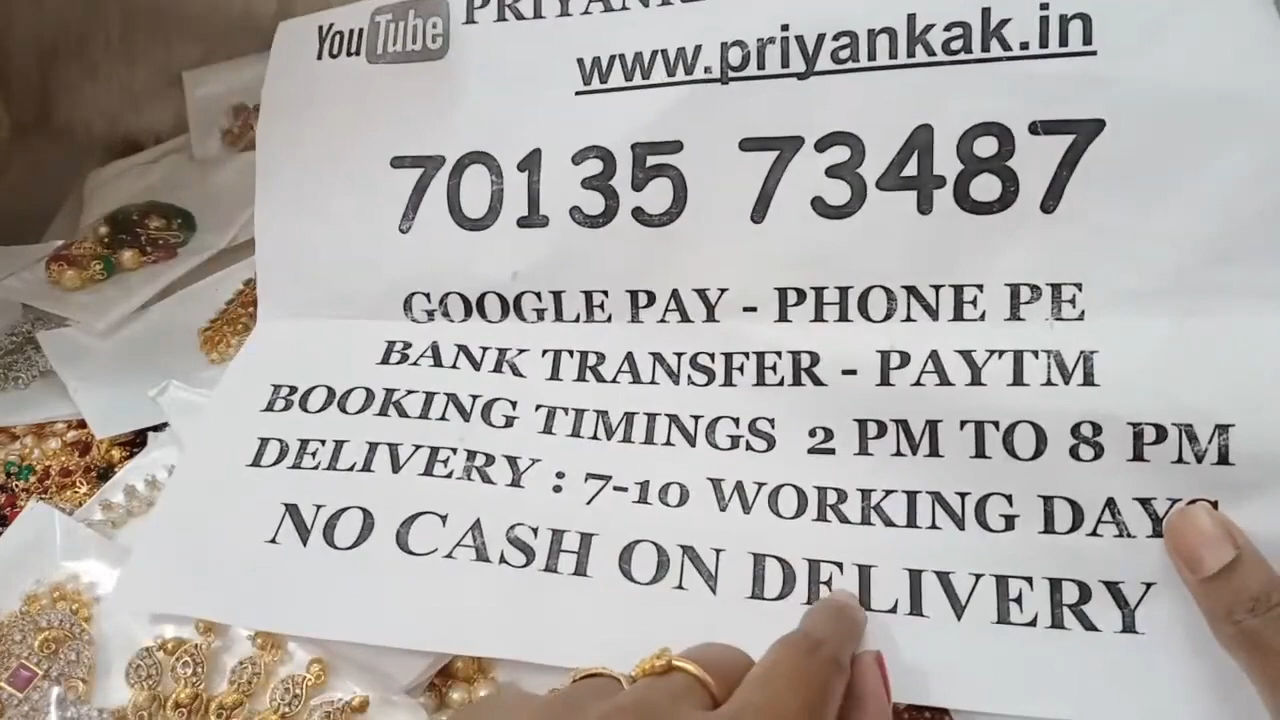 YouTube
www.priyankak.in
70135 73487
GOOGLE PAY - PHONE PE
BANK TRANSFER - PAYTM
BOOKING TIMINGS 2 PM TO 8 PM
DELIVERY : 7-10 WORKING DAYS
NO CASH ON DELIVERY